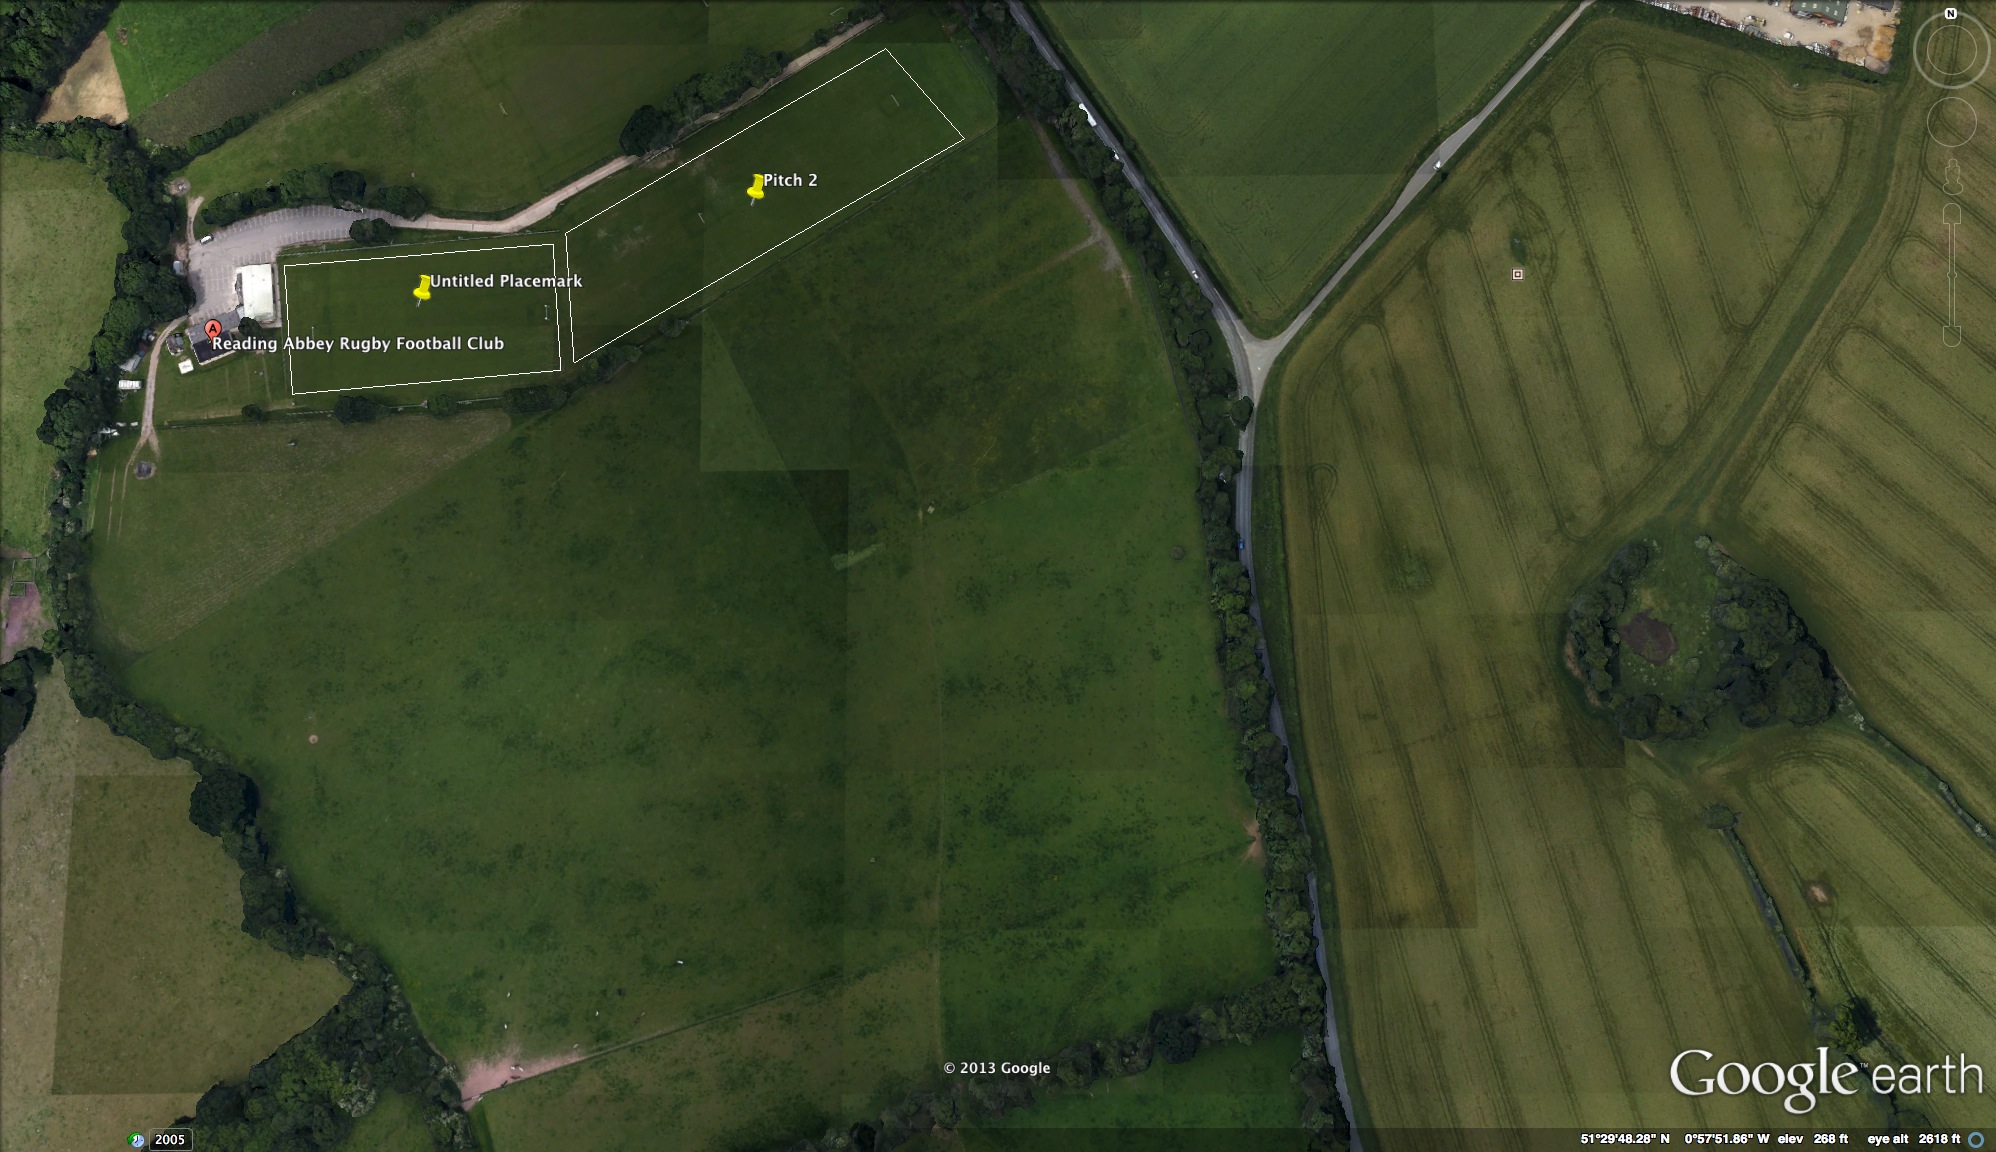 N
Pitch 2
Untitled Placemark
A
Reading Abbey Rugby Football Club
© 2013 Google
Google™ earth
2005
51°29'48.28" N 0°57'51.86" W elev 268 ft eye alt 2618 ft